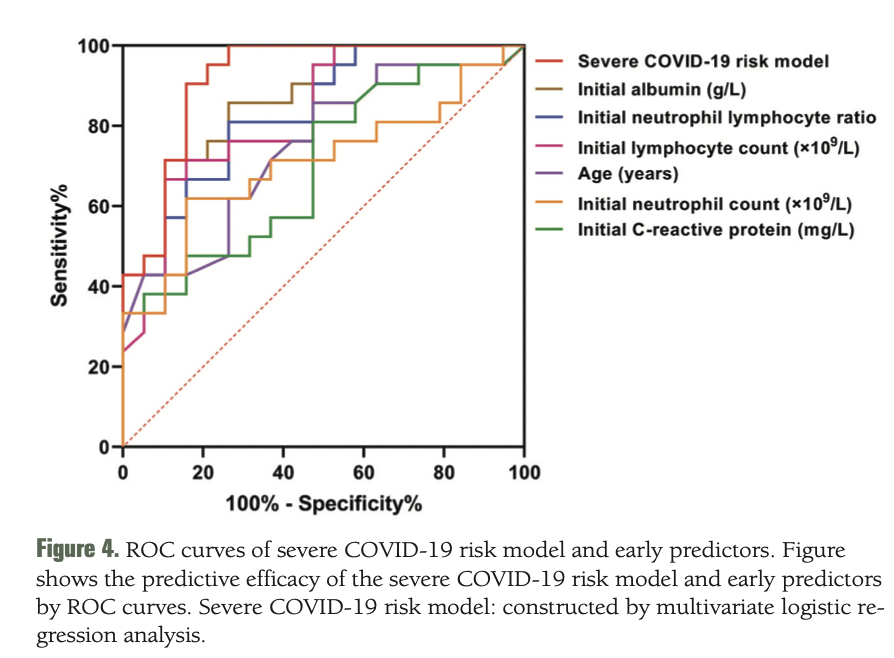 100
80
60
40
20
0
Sensitivity%
0 20 40 60 80 100
100% - Specificity%
Severe COVID-19 risk model
Initial albumin (g/L)
Initial neutrophil lymphocyte ratio
Initial lymphocyte count (×10⁹/L)
Age (years)
Initial neutrophil count (×10⁹/L)
Initial C-reactive protein (mg/L)
Figure 4. ROC curves of severe COVID-19 risk model and early predictors. Figure
shows the predictive efficacy of the severe COVID-19 risk model and early predictors
by ROC curves. Severe COVID-19 risk model: constructed by multivariate logistic re-
gression analysis.